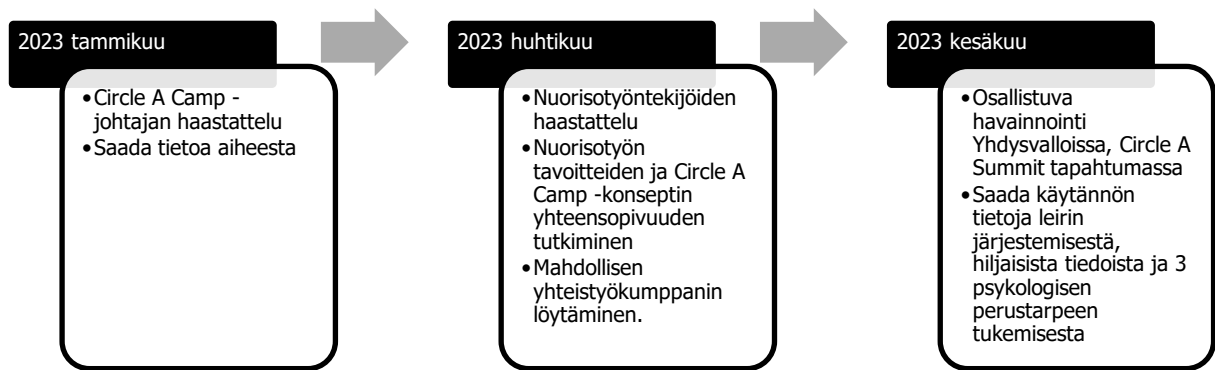 2023 tammikuu
•Circle A Camp -
johtajan haastattelu
•Saada tietoa aiheesta
2023 huhtikuu
•Nuorisotyöntekijöiden
haastattelu
•Nuorisotyön
tavoitteiden ja Circle A
Camp -konseptin
yhteensopivuuden
tutkiminen
•Mahdollisen
yhteistyökumppanin
löytäminen.
2023 kesäkuu
•Osallistuva
havainnointi
Yhdysvalloissa, Circle A
Summit tapahtumassa
•Saada käytännön
tietoja leirin
järjestemisestä,
hiljaisista tiedoista ja 3
psykologisen
perustarpeen
tukemisesta